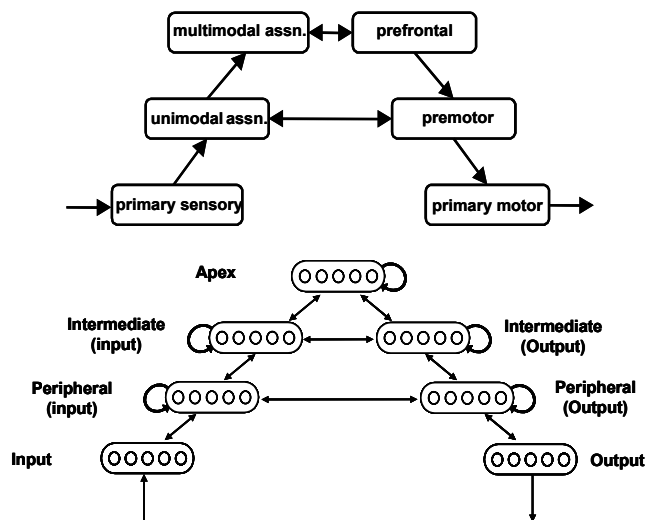 multimodal assn.
prefrontal
unimodal assn.
premotor
primary sensory
primary motor
Apex
Intermediate
(input)
Intermediate
(Output)
Peripheral
(input)
Peripheral
(Output)
Input
Output